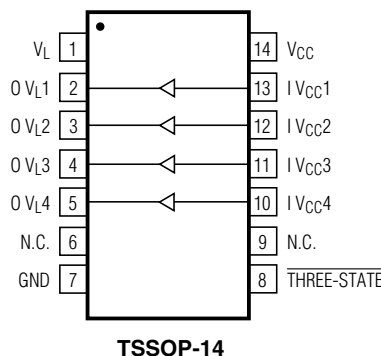 VL 1 14 VCC
O VL1 2 13 I VCC1
O VL2 3 12 I VCC2
O VL3 4 11 I VCC3
O VL4 5 10 I VCC4
N.C. 6 9 N.C.
GND 7 8 THREE-STATE
TSSOP-14